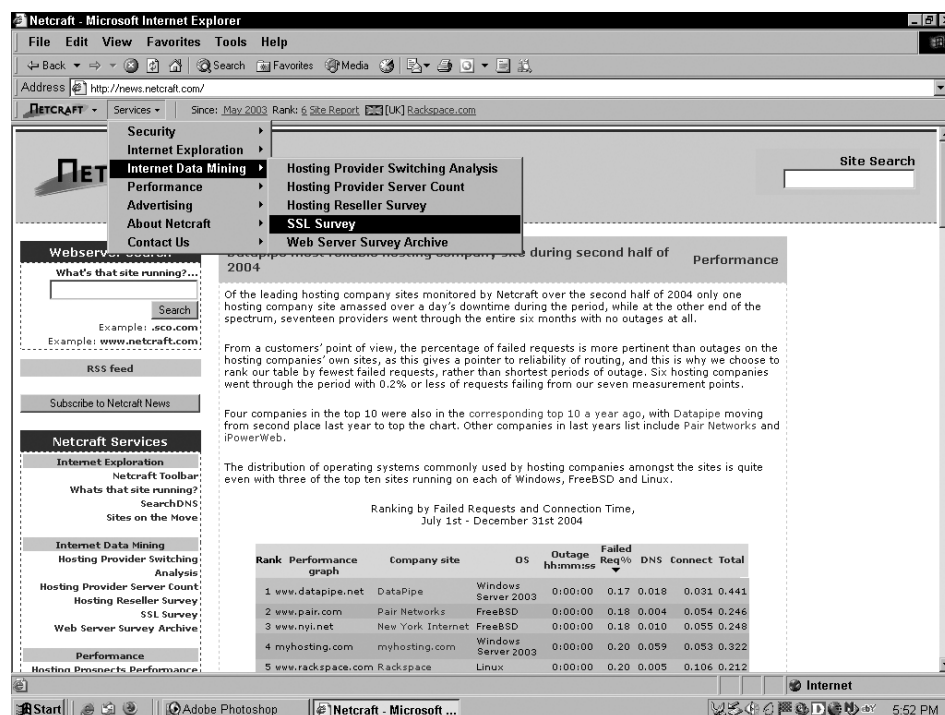 Netcraft - Microsoft Internet Explorer
File Edit View Favorites Tools Help
Back Search Favorites Media
Address http://news.netcraft.com/
NETCRAFT Services Since: May 2003 Rank: 6 Site Report [UK] Rackspace.com
Security
Internet Exploration
Internet Data Mining
Performance
Advertising
About Netcraft
Contact Us
Hosting Provider Switching Analysis
Hosting Provider Server Count
Hosting Reseller Survey
SSL Survey
Web Server Survey Archive
Site Search
What's that site running?...
Search
Example: .sco.com
Example: www.netcraft.com
RSS feed
Subscribe to Netcraft News
Netcraft Services
Internet Exploration
Netcraft Toolbar
Whats that site running?
SearchDNS
Sites on the Move
Internet Data Mining
Hosting Provider Switching
Analysis
Hosting Provider Server Count
Hosting Reseller Survey
SSL Survey
Web Server Survey Archive
Performance
Hosting Prospects Performance
Datapipe most reliable hosting company site during second half of
2004
Performance
Of the leading hosting company sites monitored by Netcraft over the second half of 2004 only one
hosting company site amassed over a day's downtime during the period, while at the other end of the
spectrum, seventeen providers went through the entire six months with no outages at all.
From a customers' point of view, the percentage of failed requests is more pertinent than outages on the
hosting companies' own sites, as this gives a pointer to reliability of routing, and this is why we choose to
rank our table by fewest failed requests, rather than shortest periods of outage. Six hosting companies
went through the period with 0.2% or less of requests failing from our seven measurement points.
Four companies in the top 10 were also in the corresponding top 10 a year ago, with Datapipe moving
from second place last year to top the chart. Other companies in last years list include Pair Networks and
iPowerWeb.
The distribution of operating systems commonly used by hosting companies amongst the sites is quite
even with three of the top ten sites running on each of Windows, FreeBSD and Linux.
Ranking by Failed Requests and Connection Time,
July 1st - December 31st 2004
Rank Performance graph Company site OS Outage hh:mm:ss Failed Req% DNS Connect Total
1 www.datapipe.net DataPipe Windows Server 2003 0:00:00 0.17 0.018 0.031 0.441
2 www.pair.com Pair Networks FreeBSD 0:00:00 0.18 0.004 0.054 0.246
3 www.nyi.net New York Internet FreeBSD 0:00:00 0.18 0.010 0.055 0.248
4 myhosting.com myhosting.com Windows Server 2003 0:00:00 0.20 0.059 0.053 0.322
5 www.rackspace.com Rackspace Linux 0:00:00 0.20 0.005 0.106 0.212
Internet
Start Adobe Photoshop Netcraft - Microsoft ... 5:52 PM